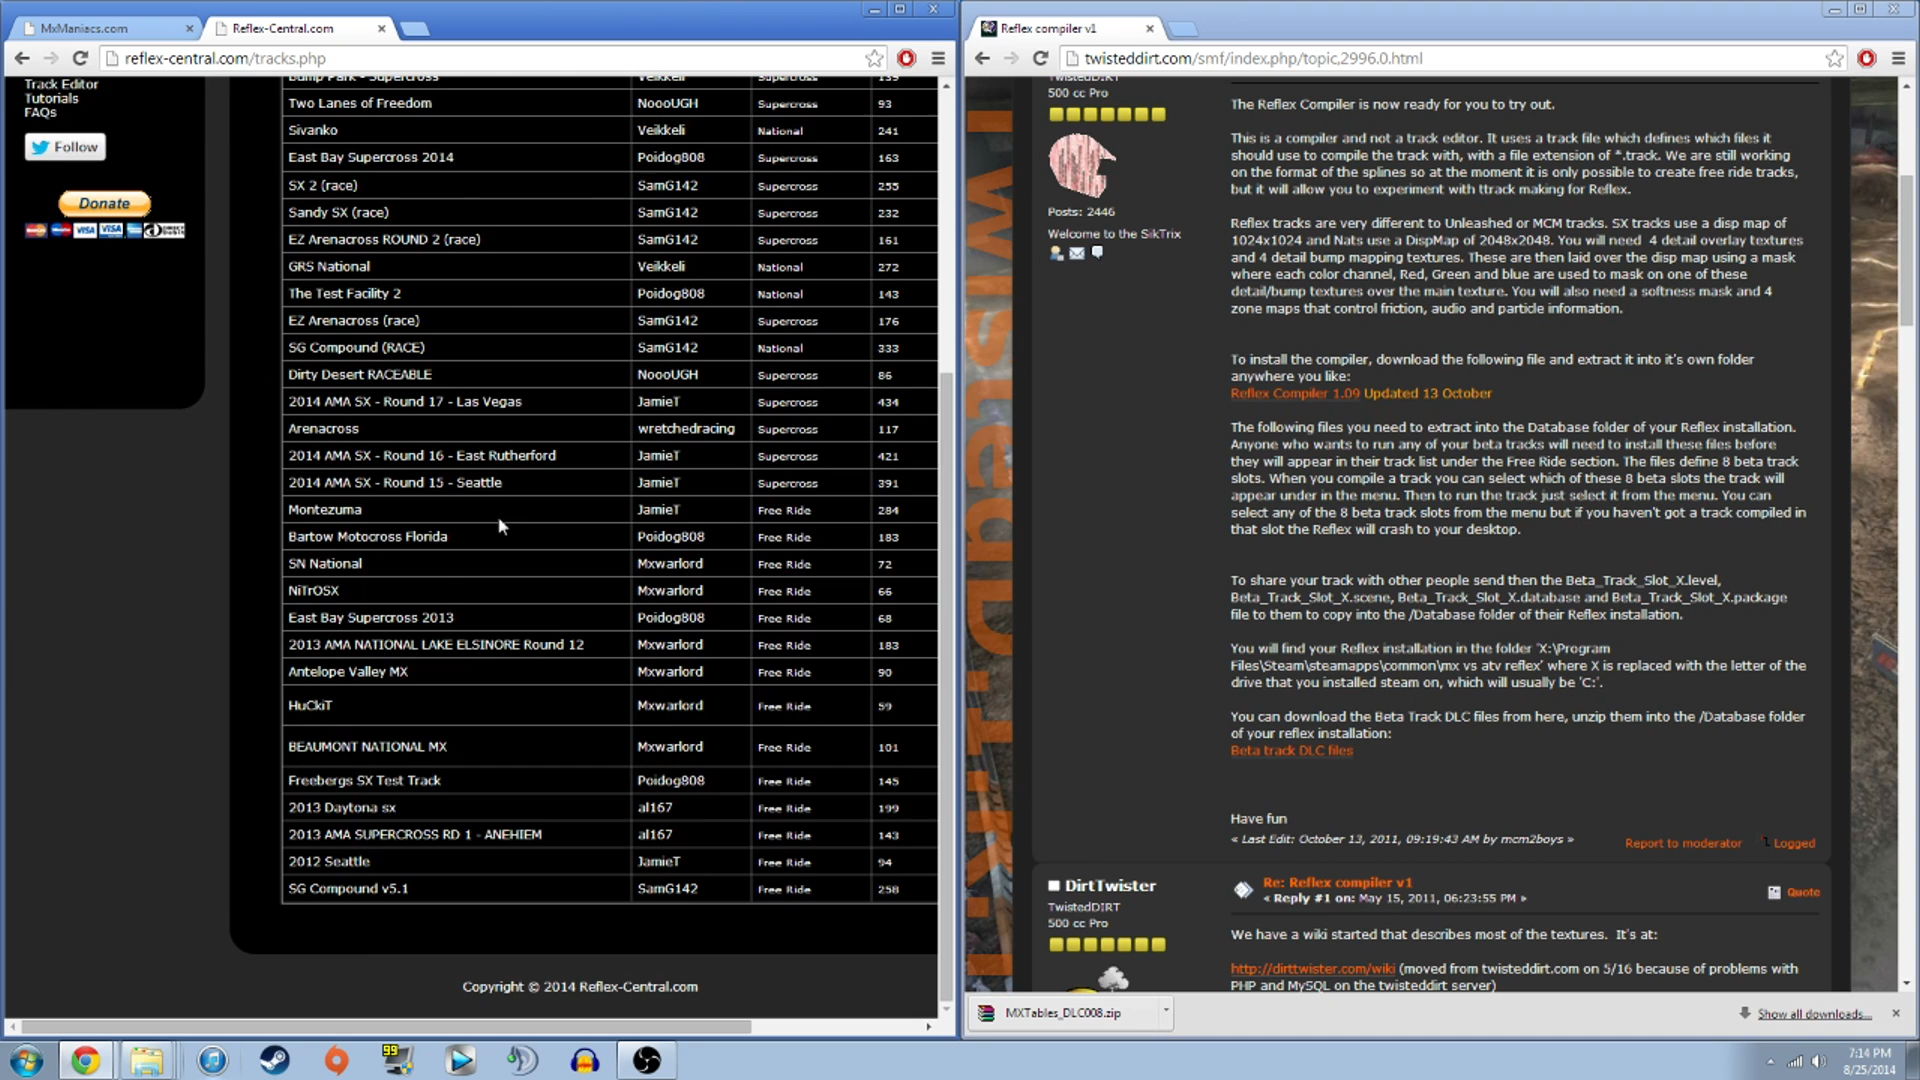 MxManiacs.com
Reflex-Central.com
reflex-central.com/tracks.php
Track Editor
Tutorials
FAQs
Follow
Donate
Bump Park - Supercross Veikkeli Supercross 139
Two Lanes of Freedom NoooUGH Supercross 93
Sivanko Veikkeli National 241
East Bay Supercross 2014 Poidog808 Supercross 163
SX 2 (race) SamG142 Supercross 255
Sandy SX (race) SamG142 Supercross 232
EZ Arenacross ROUND 2 (race) SamG142 Supercross 161
GRS National Veikkeli National 272
The Test Facility 2 Poidog808 National 143
EZ Arenacross (race) SamG142 Supercross 176
SG Compound (RACE) SamG142 National 333
Dirty Desert RACEABLE NoooUGH Supercross 86
2014 AMA SX - Round 17 - Las Vegas JamieT Supercross 434
Arenacross wretchedracing Supercross 117
2014 AMA SX - Round 16 - East Rutherford JamieT Supercross 421
2014 AMA SX - Round 15 - Seattle JamieT Supercross 391
Montezuma JamieT Free Ride 284
Bartow Motocross Florida Poidog808 Free Ride 183
SN National Mxwarlord Free Ride 72
NiTrOSX Mxwarlord Free Ride 66
East Bay Supercross 2013 Poidog808 Free Ride 68
2013 AMA NATIONAL LAKE ELSINORE Round 12 Mxwarlord Free Ride 183
Antelope Valley MX Mxwarlord Free Ride 90
HuCkiT Mxwarlord Free Ride 59
BEAUMONT NATIONAL MX Mxwarlord Free Ride 101
Freebergs SX Test Track Poidog808 Free Ride 145
2013 Daytona sx al167 Free Ride 199
2013 AMA SUPERCROSS RD 1 - ANEHIEM al167 Free Ride 143
2012 Seattle JamieT Free Ride 94
SG Compound v5.1 SamG142 Free Ride 258
Copyright © 2014 Reflex-Central.com
Reflex compiler v1
twisteddirt.com/smf/index.php/topic,2996.0.html
TwistedDIRT
500 cc Pro
Posts: 2446
Welcome to the SikTrix
The Reflex Compiler is now ready for you to try out.
This is a compiler and not a track editor. It uses a track file which defines which files it
should use to compile the track with, with a file extension of *.track. We are still working
on the format of the splines so at the moment it is only possible to create free ride tracks,
but it will allow you to experiment with ttrack making for Reflex.
Reflex tracks are very different to Unleashed or MCM tracks. SX tracks use a disp map of
1024x1024 and Nats use a DispMap of 2048x2048. You will need 4 detail overlay textures
and 4 detail bump mapping textures. These are then laid over the disp map using a mask
where each color channel, Red, Green and blue are used to mask on one of these
detail/bump textures over the main texture. You will also need a softness mask and 4
zone maps that control friction, audio and particle information.
To install the compiler, download the following file and extract it into it's own folder
anywhere you like:
Reflex Compiler 1.09 Updated 13 October
The following files you need to extract into the Database folder of your Reflex installation.
Anyone who wants to run any of your beta tracks will need to install these files before
they will appear in their track list under the Free Ride section. The files define 8 beta track
slots. When you compile a track you can select which of these 8 beta slots the track will
appear under in the menu. Then to run the track just select it from the menu. You can
select any of the 8 beta track slots from the menu but if you haven't got a track compiled in
that slot the Reflex will crash to your desktop.
To share your track with other people send then the Beta_Track_Slot_X.level,
Beta_Track_Slot_X.scene, Beta_Track_Slot_X.database and Beta_Track_Slot_X.package
file to them to copy into the /Database folder of their Reflex installation.
You will find your Reflex installation in the folder 'X:\Program
Files\Steam\steamapps\common\mx vs atv reflex' where X is replaced with the letter of the
drive that you installed steam on, which will usually be 'C:'.
You can download the Beta Track DLC files from here, unzip them into the /Database folder
of your reflex installation:
Beta track DLC files
Have fun
« Last Edit: October 13, 2011, 09:19:43 AM by mcm2boys »
Report to moderator
Logged
DirtTwister
TwistedDIRT
500 cc Pro
Re: Reflex compiler v1
« Reply #1 on: May 15, 2011, 06:23:55 PM »
Quote
We have a wiki started that describes most of the textures. It's at:
http://dirttwister.com/wiki (moved from twisteddirt.com on 5/16 because of problems with
PHP and MySQL on the twisteddirt server)
MXTables_DLC008.zip
Show all downloads...
99
7:14 PM
8/25/2014